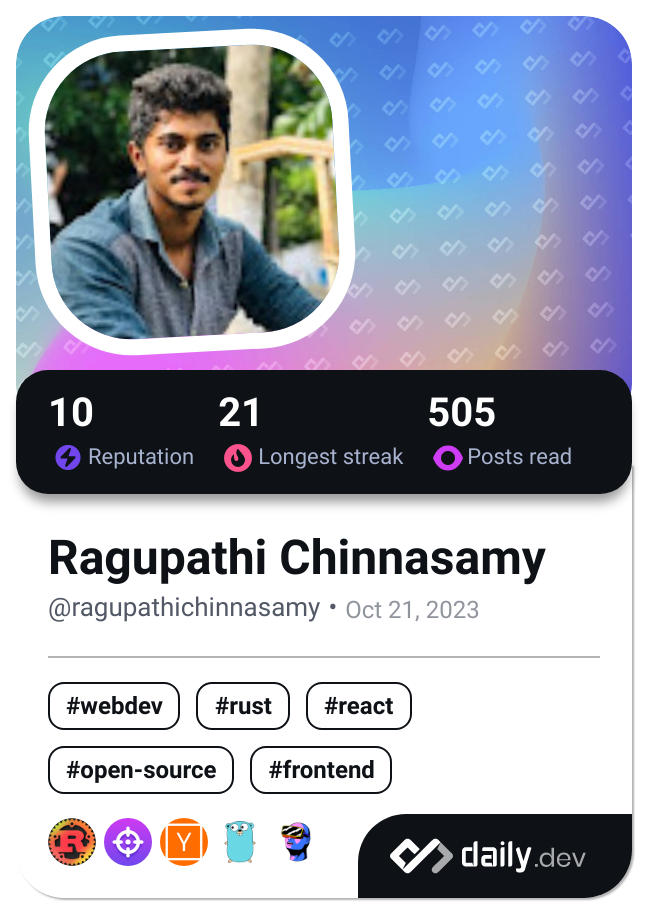 10 21 505
Reputation Longest streak Posts read
Ragupathi Chinnasamy
@ragupathichinnasamy • Oct 21, 2023
#webdev #rust #react
#open-source #frontend
R Y daily.dev